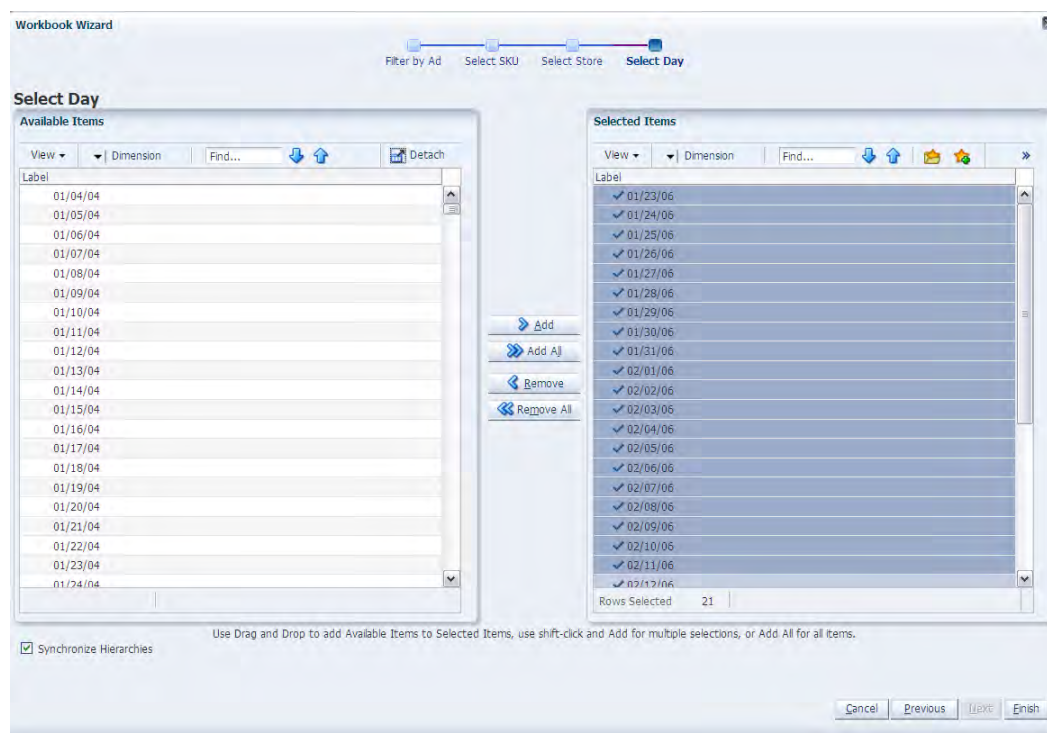 Workbook Wizard
Filter by Ad Select SKU Select Store Select Day
Select Day
Available Items
View Dimension Find... Detach
Label
01/04/04
01/05/04
01/06/04
01/07/04
01/08/04
01/09/04
01/10/04
01/11/04
01/12/04
01/13/04
01/14/04
01/15/04
01/16/04
01/17/04
01/18/04
01/19/04
01/20/04
01/21/04
01/22/04
01/23/04
01/24/04
Add
Add All
Remove
Remove All
Selected Items
View Dimension Find... »
Label
01/23/06
01/24/06
01/25/06
01/26/06
01/27/06
01/28/06
01/29/06
01/30/06
01/31/06
02/01/06
02/02/06
02/03/06
02/04/06
02/05/06
02/06/06
02/07/06
02/08/06
02/09/06
02/10/06
02/11/06
02/12/06
Rows Selected 21
Use Drag and Drop to add Available Items to Selected Items, use shift-click and Add for multiple selections, or Add All for all items.
Synchronize Hierarchies
Cancel Previous Next Finish